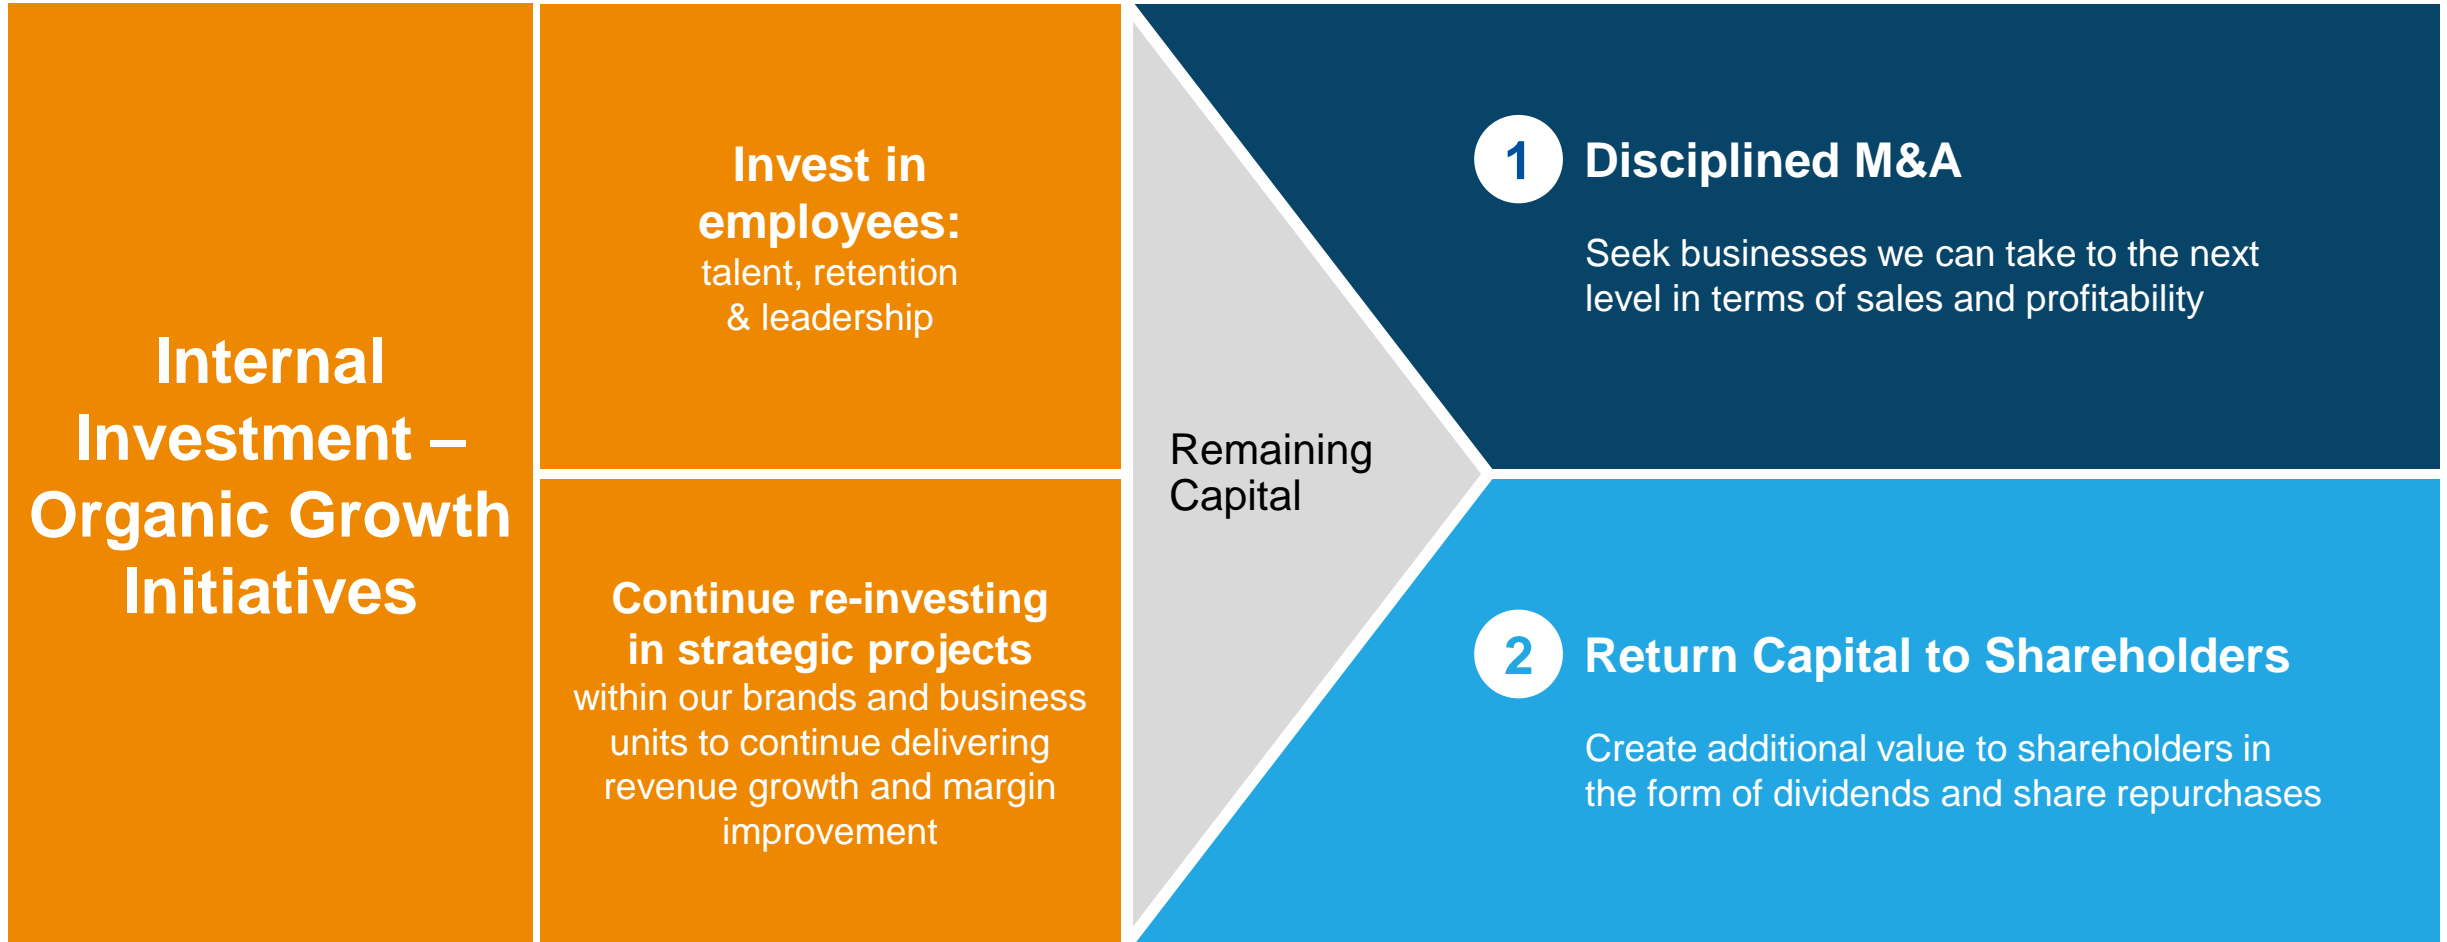 Internal
Investment –
Organic Growth
Initiatives
Invest in
employees:
talent, retention
& leadership
Continue re-investing
in strategic projects
within our brands and business
units to continue delivering
revenue growth and margin
improvement
Remaining
Capital
1 Disciplined M&A
Seek businesses we can take to the next
level in terms of sales and profitability
2 Return Capital to Shareholders
Create additional value to shareholders in
the form of dividends and share repurchases